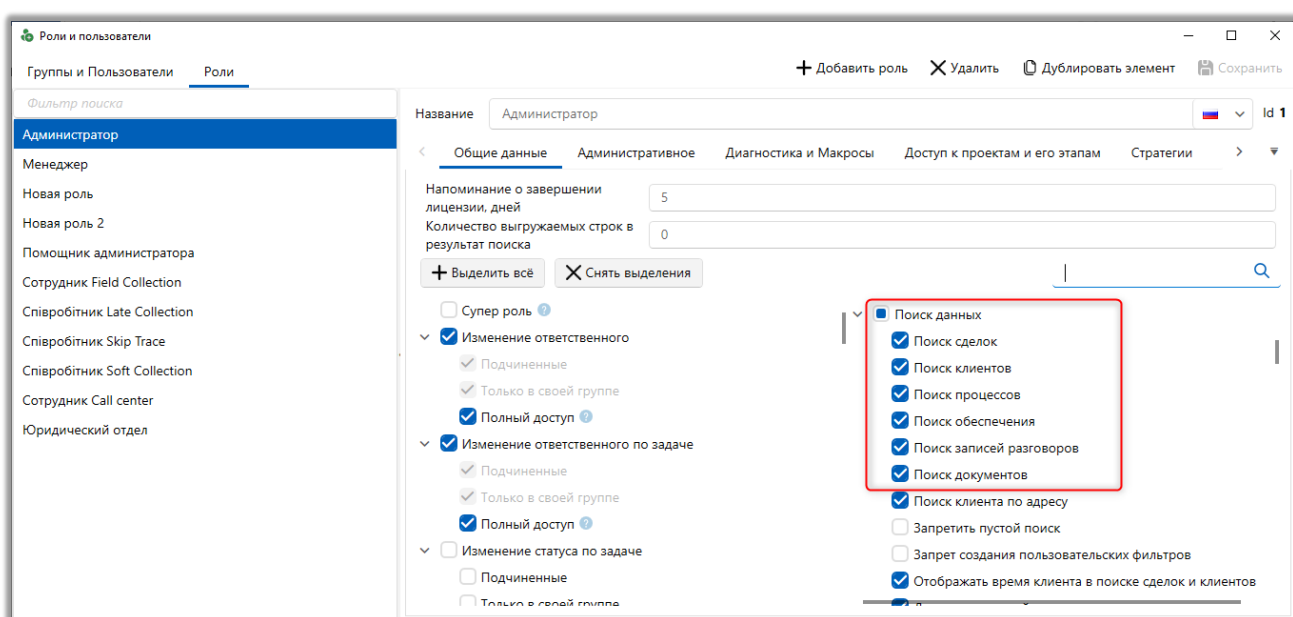 Роли и пользователи
Группы и Пользователи Роли
Добавить роль Удалить Дублировать элемент Сохранить
Фильтр поиска
Администратор
Менеджер
Новая роль
Новая роль 2
Помощник администратора
Сотрудник Field Collection
Співробітник Late Collection
Співробітник Skip Trace
Співробітник Soft Collection
Сотрудник Call center
Юридический отдел
Название Администратор Id 1
Общие данные Административное Диагностика и Макросы Доступ к проектам и его этапам Стратегии
Напоминание о завершении
лицензии, дней
5
Количество выгружаемых строк в
результат поиска
0
Выделить всё Снять выделения
Супер роль ?
Изменение ответственного
Подчиненные
Только в своей группе
Полный доступ ?
Изменение ответственного по задаче
Подчиненные
Только в своей группе
Полный доступ ?
Изменение статуса по задаче
Подчиненные
Только в своей группе
Поиск данных
Поиск сделок
Поиск клиентов
Поиск процессов
Поиск обеспечения
Поиск записей разговоров
Поиск документов
Поиск клиента по адресу
Запретить пустой поиск
Запрет создания пользовательских фильтров
Отображать время клиента в поиске сделок и клиентов